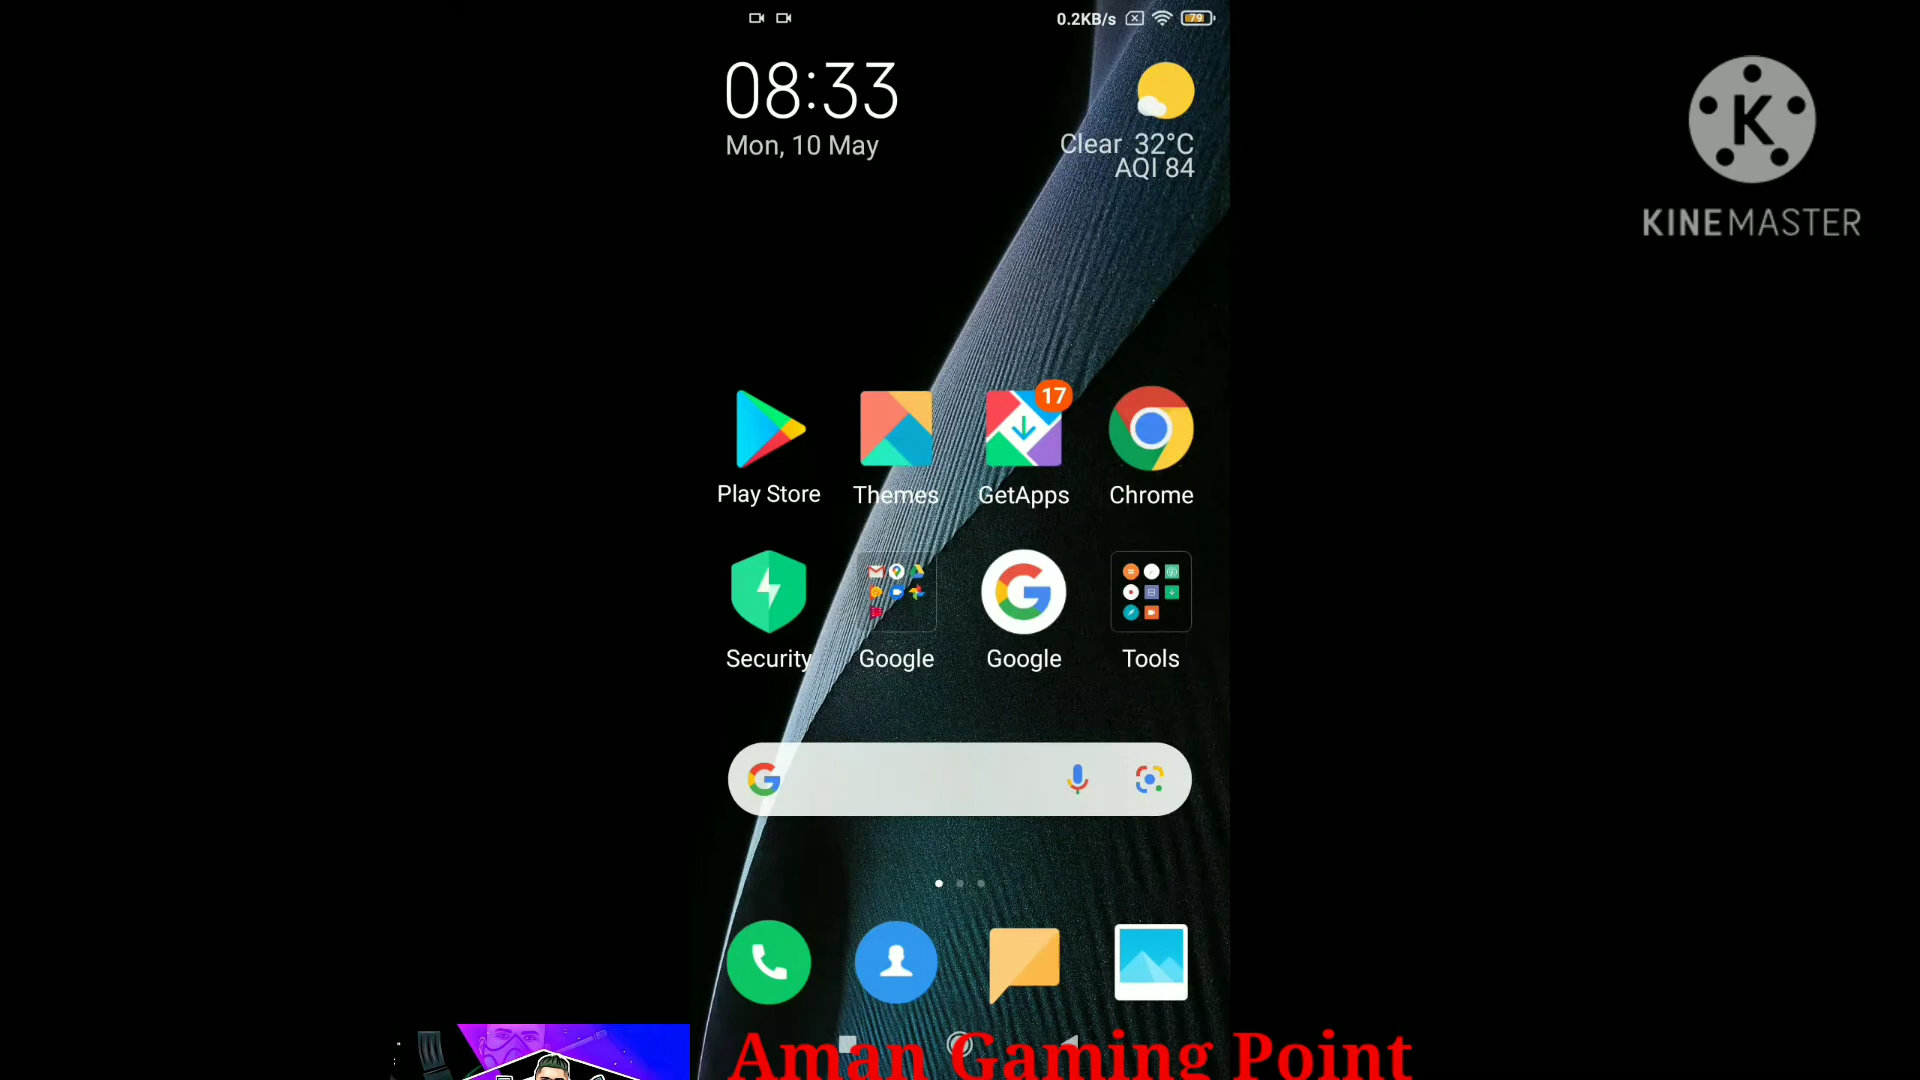 0.2KB/s
79
08:33
Mon, 10 May
Clear 32°C
AQI 84
K
KINEMASTER
17
Play Store
Themes
GetApps
Chrome
Security
Google
Google
Tools
Aman Gaming Point